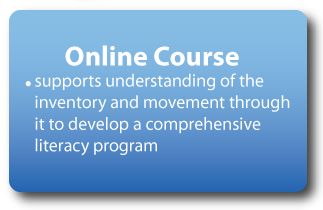 Online Course
• supports understanding of the
inventory and movement through
it to develop a comprehensive
literacy program